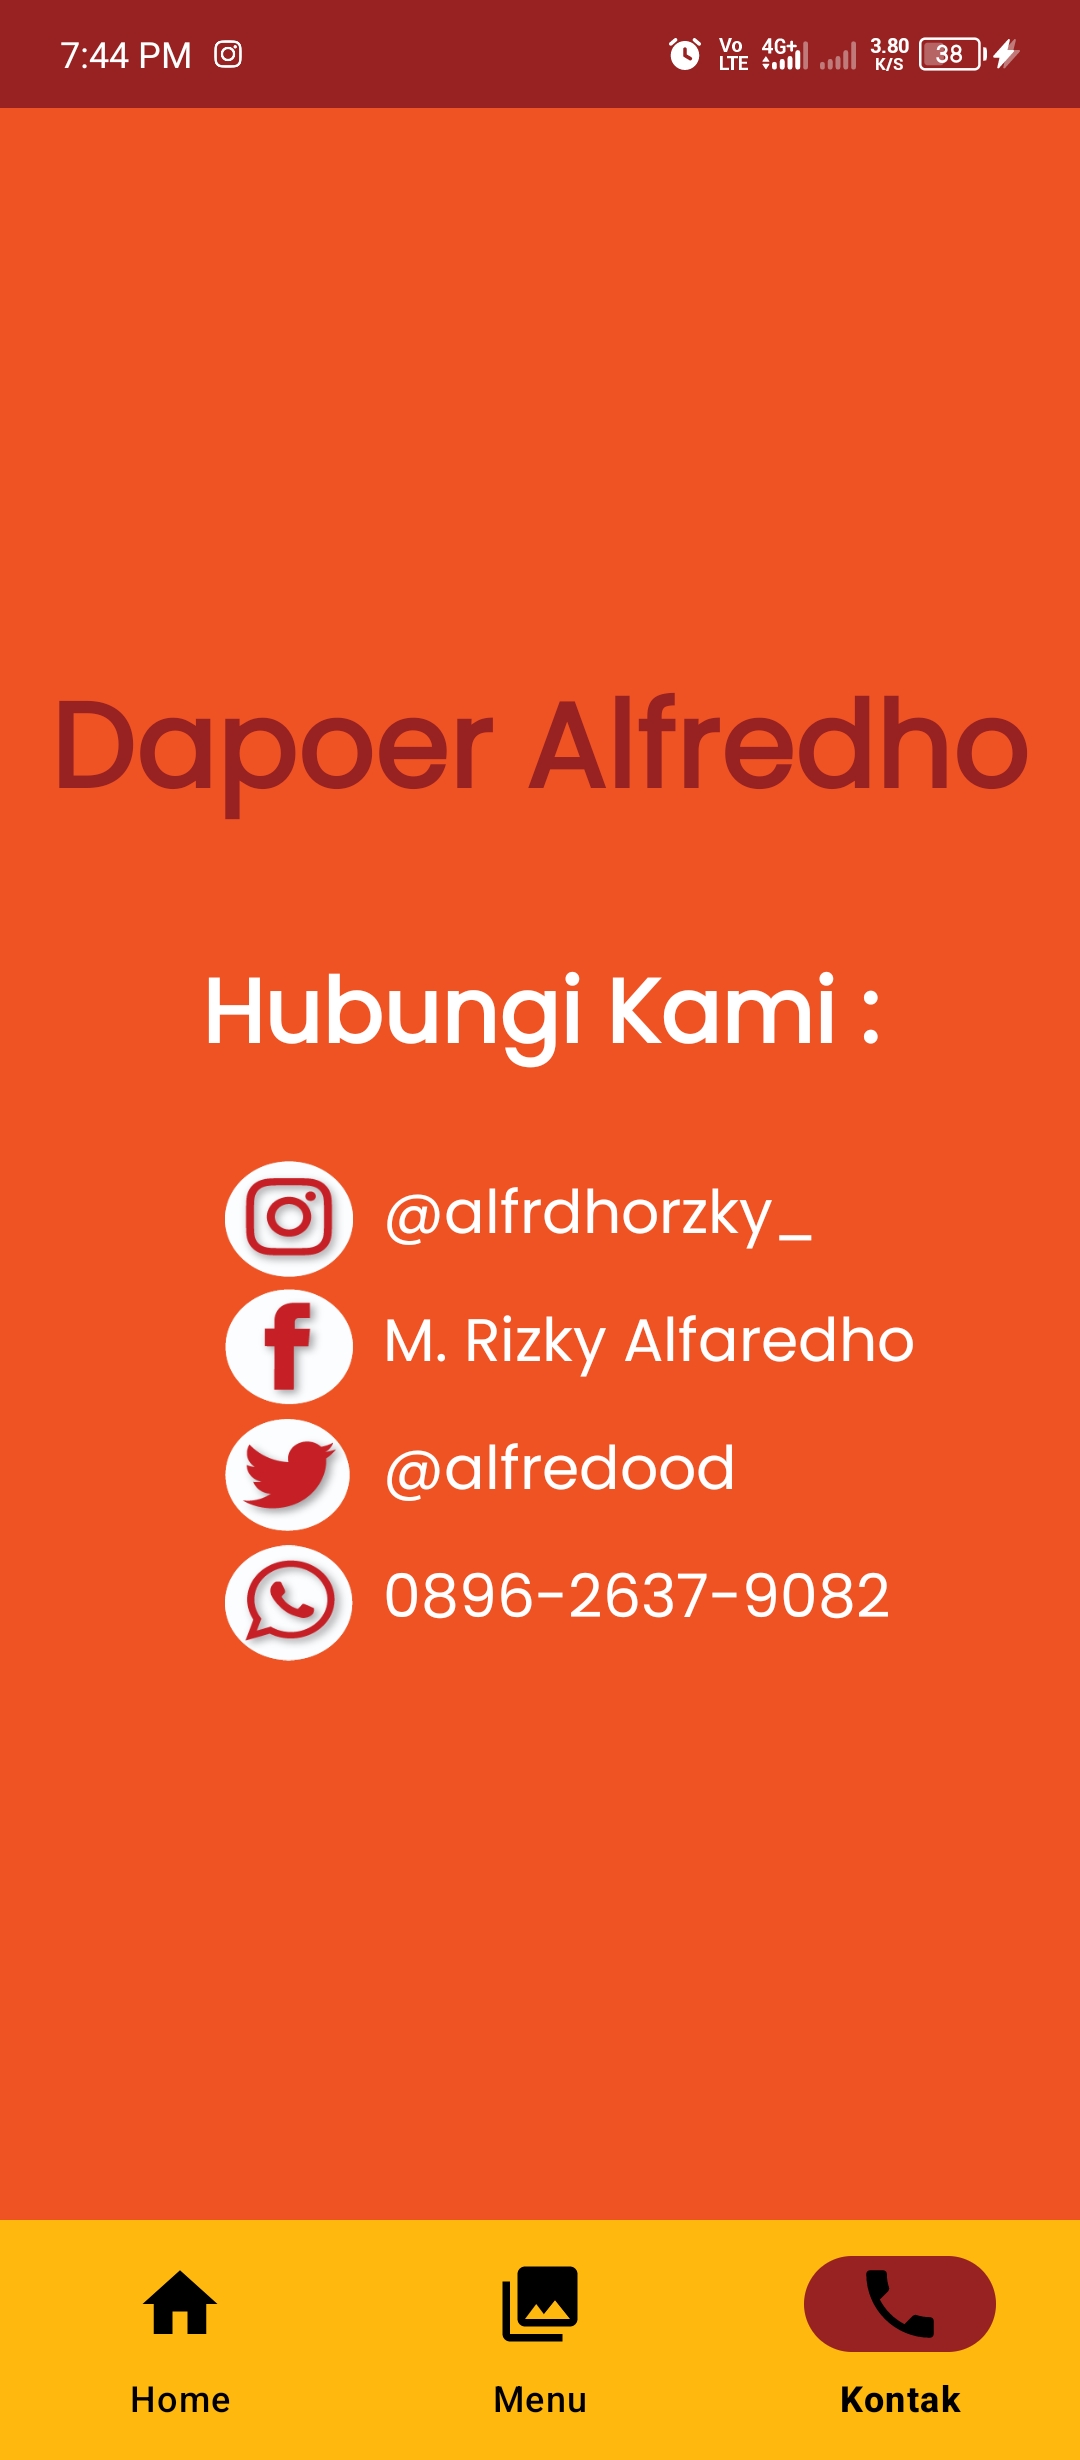 7:44 PM
Vo LTE 4G+ 3.80 K/S 38
Dapoer Alfredho
Hubungi Kami :
@alfrdhorzky_
M. Rizky Alfaredho
@alfredood
0896-2637-9082
Home Menu Kontak